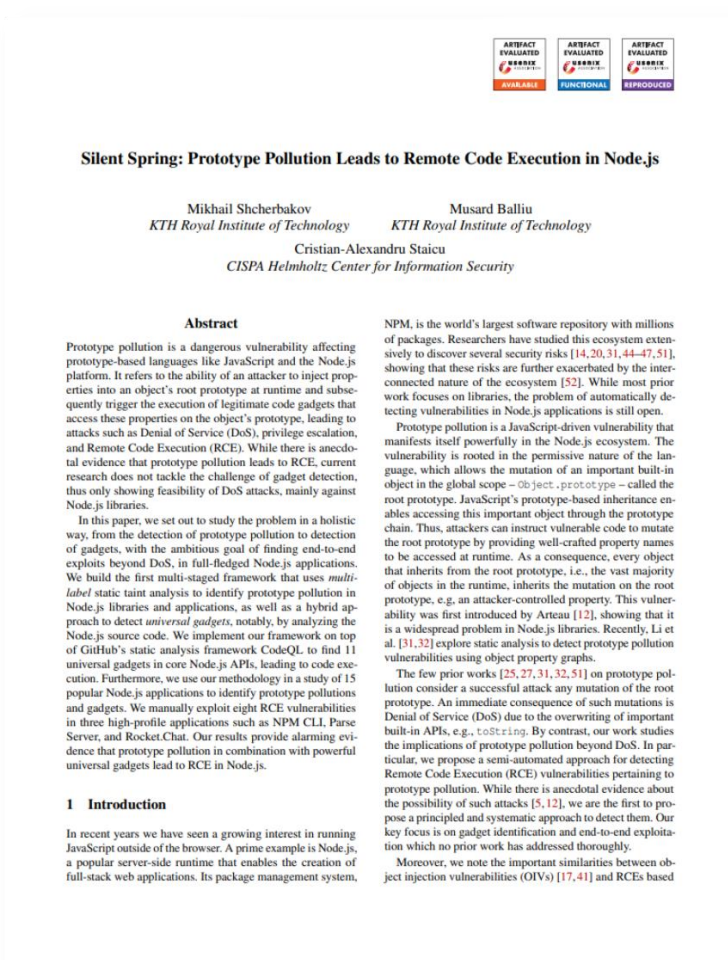 ARTIFACT
EVALUATED
usenix
ASSOCIATION
AVAILABLE
ARTIFACT
EVALUATED
usenix
ASSOCIATION
FUNCTIONAL
ARTIFACT
EVALUATED
usenix
ASSOCIATION
REPRODUCED
Silent Spring: Prototype Pollution Leads to Remote Code Execution in Node.js
Mikhail Shcherbakov
KTH Royal Institute of Technology
Musard Balliu
KTH Royal Institute of Technology
Cristian-Alexandru Staicu
CISPA Helmholtz Center for Information Security
Abstract
Prototype pollution is a dangerous vulnerability affecting
prototype-based languages like JavaScript and the Node.js
platform. It refers to the ability of an attacker to inject prop-
erties into an object's root prototype at runtime and subse-
quently trigger the execution of legitimate code gadgets that
access these properties on the object's prototype, leading to
attacks such as Denial of Service (DoS), privilege escalation,
and Remote Code Execution (RCE). While there is anecdo-
tal evidence that prototype pollution leads to RCE, current
research does not tackle the challenge of gadget detection,
thus only showing feasibility of DoS attacks, mainly against
Node.js libraries.
In this paper, we set out to study the problem in a holistic
way, from the detection of prototype pollution to detection
of gadgets, with the ambitious goal of finding end-to-end
exploits beyond DoS, in full-fledged Node.js applications.
We build the first multi-staged framework that uses multi-
label static taint analysis to identify prototype pollution in
Node.js libraries and applications, as well as a hybrid ap-
proach to detect universal gadgets, notably, by analyzing the
Node.js source code. We implement our framework on top
of GitHub's static analysis framework CodeQL to find 11
universal gadgets in core Node.js APIs, leading to code exe-
cution. Furthermore, we use our methodology in a study of 15
popular Node.js applications to identify prototype pollutions
and gadgets. We manually exploit eight RCE vulnerabilities
in three high-profile applications such as NPM CLI, Parse
Server, and Rocket.Chat. Our results provide alarming evi-
dence that prototype pollution in combination with powerful
universal gadgets lead to RCE in Node.js.
1 Introduction
In recent years we have seen a growing interest in running
JavaScript outside of the browser. A prime example is Node.js,
a popular server-side runtime that enables the creation of
full-stack web applications. Its package management system,
NPM, is the world's largest software repository with millions
of packages. Researchers have studied this ecosystem exten-
sively to discover several security risks [14,20,31,44–47,51],
showing that these risks are further exacerbated by the inter-
connected nature of the ecosystem [52]. While most prior
work focuses on libraries, the problem of automatically de-
tecting vulnerabilities in Node.js applications is still open.
Prototype pollution is a JavaScript-driven vulnerability that
manifests itself powerfully in the Node.js ecosystem. The
vulnerability is rooted in the permissive nature of the lan-
guage, which allows the mutation of an important built-in
object in the global scope – Object.prototype – called the
root prototype. JavaScript's prototype-based inheritance en-
ables accessing this important object through the prototype
chain. Thus, attackers can instruct vulnerable code to mutate
the root prototype by providing well-crafted property names
to be accessed at runtime. As a consequence, every object
that inherits from the root prototype, i.e., the vast majority
of objects in the runtime, inherits the mutation on the root
prototype, e.g, an attacker-controlled property. This vulner-
ability was first introduced by Arteau [12], showing that it
is a widespread problem in Node.js libraries. Recently, Li et
al. [31,32] explore static analysis to detect prototype pollution
vulnerabilities using object property graphs.
The few prior works [25,27,31,32,51] on prototype pol-
lution consider a successful attack any mutation of the root
prototype. An immediate consequence of such mutations is
Denial of Service (DoS) due to the overwriting of important
built-in APIs, e.g., toString. By contrast, our work studies
the implications of prototype pollution beyond DoS. In par-
ticular, we propose a semi-automated approach for detecting
Remote Code Execution (RCE) vulnerabilities pertaining to
prototype pollution. While there is anecdotal evidence about
the possibility of such attacks [5,12], we are the first to pro-
pose a principled and systematic approach to detect them. Our
key focus is on gadget identification and end-to-end exploita-
tion which no prior work has addressed thoroughly.
Moreover, we note the important similarities between ob-
ject injection vulnerabilities (OIVs) [17,41] and RCEs based